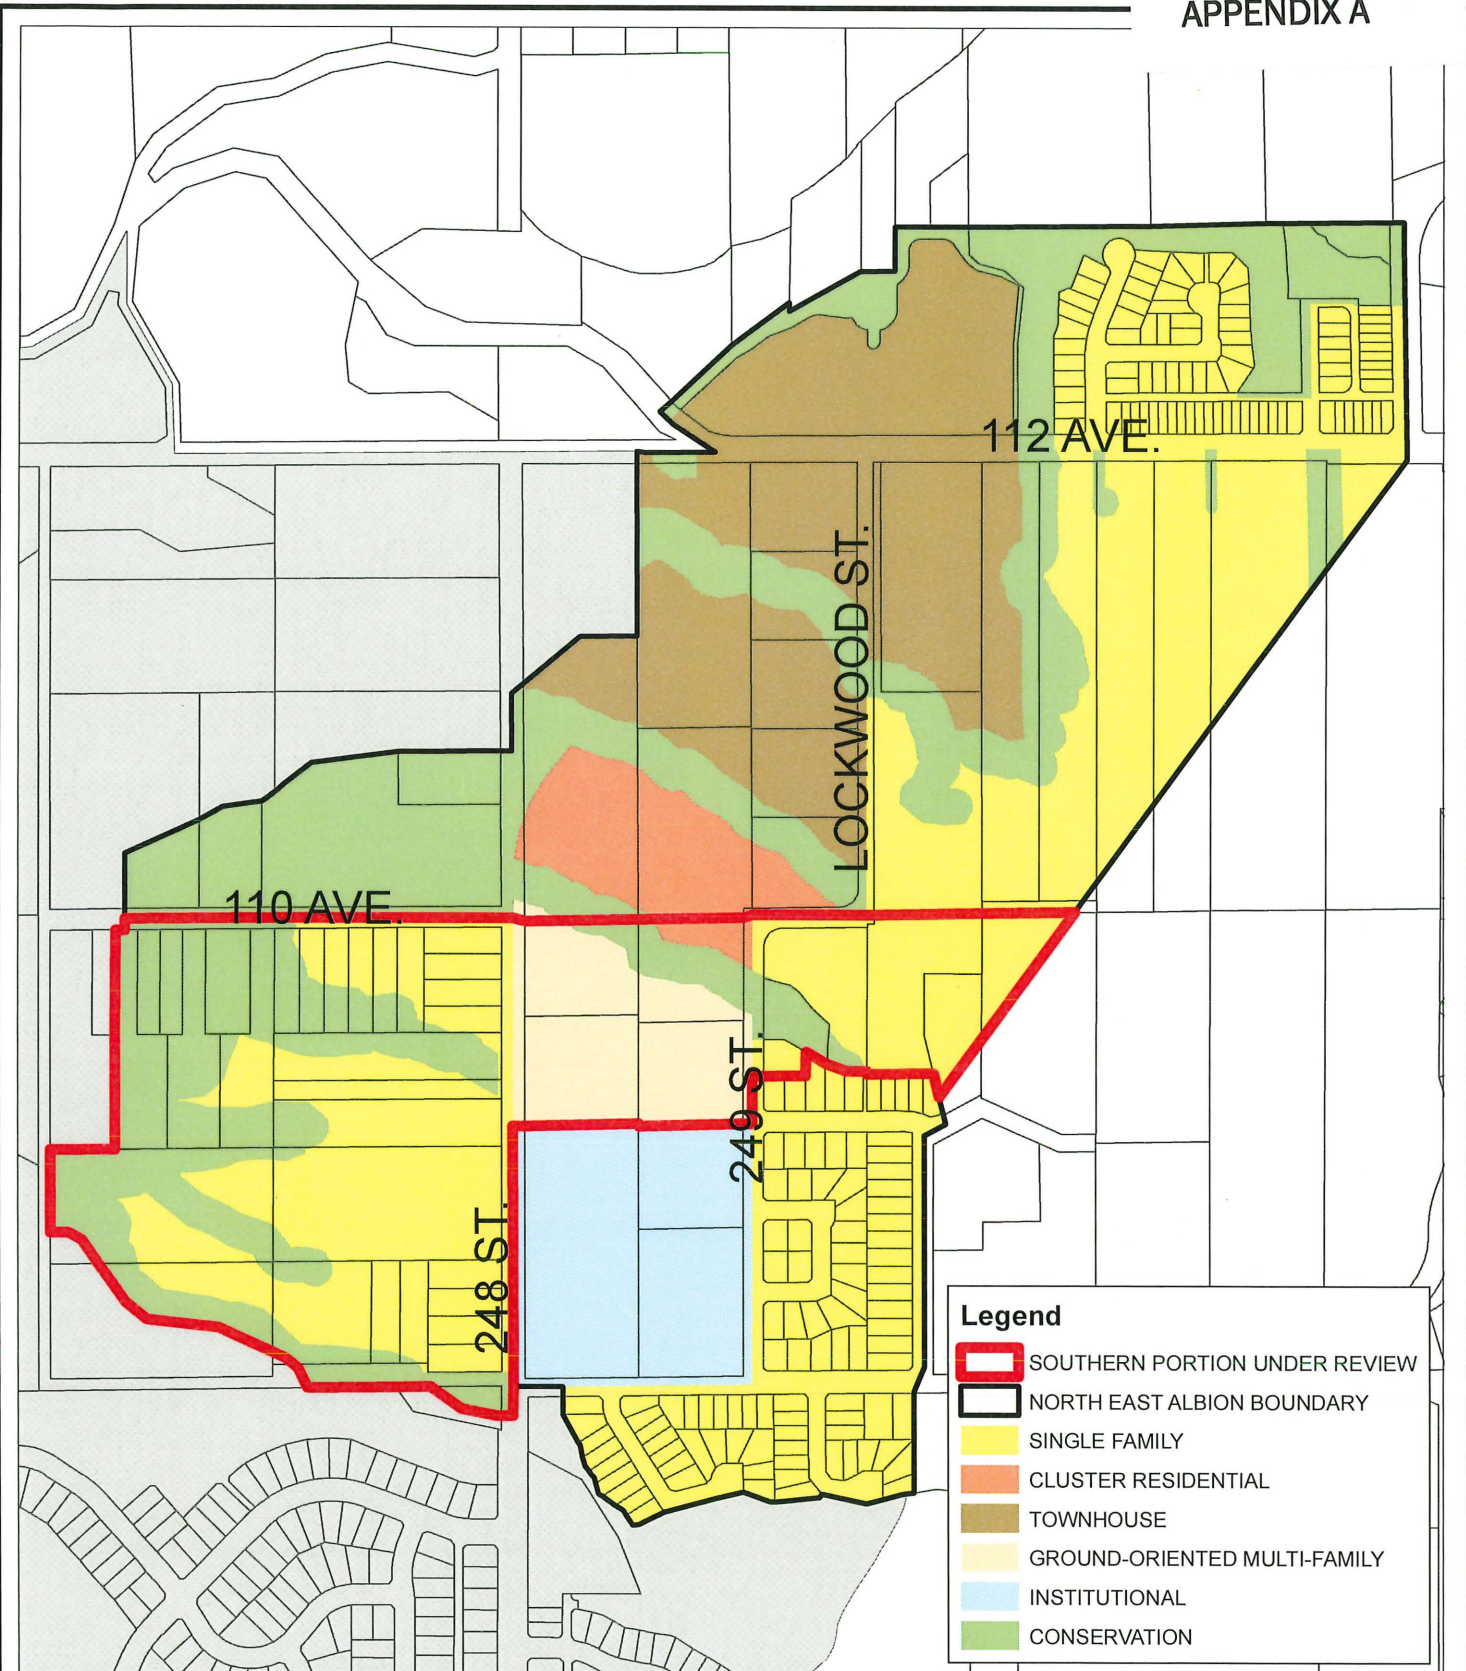 APPENDIX A
112 AVE.
LOCKWOOD ST.
110 AVE.
249 ST.
248 ST.
Legend
SOUTHERN PORTION UNDER REVIEW
NORTH EAST ALBION BOUNDARY
SINGLE FAMILY
CLUSTER RESIDENTIAL
TOWNHOUSE
GROUND-ORIENTED MULTI-FAMILY
INSTITUTIONAL
CONSERVATION